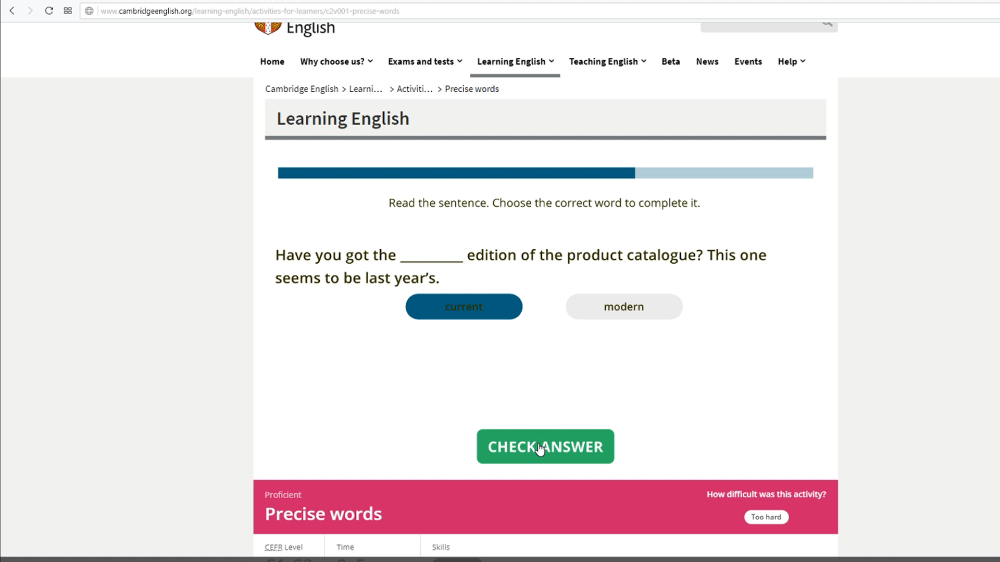 www.cambridgeenglish.org/learning-english/activities-for-learners/c2v001-precise-words
English
Home Why choose us? Exams and tests Learning English Teaching English Beta News Events Help
Cambridge English > Learni... > Activiti... > Precise words
Learning English
Read the sentence. Choose the correct word to complete it.
Have you got the _________ edition of the product catalogue? This one
seems to be last year’s.
current modern
CHECK ANSWER
Proficient
How difficult was this activity?
Precise words
Too hard
CEFR Level Time Skills